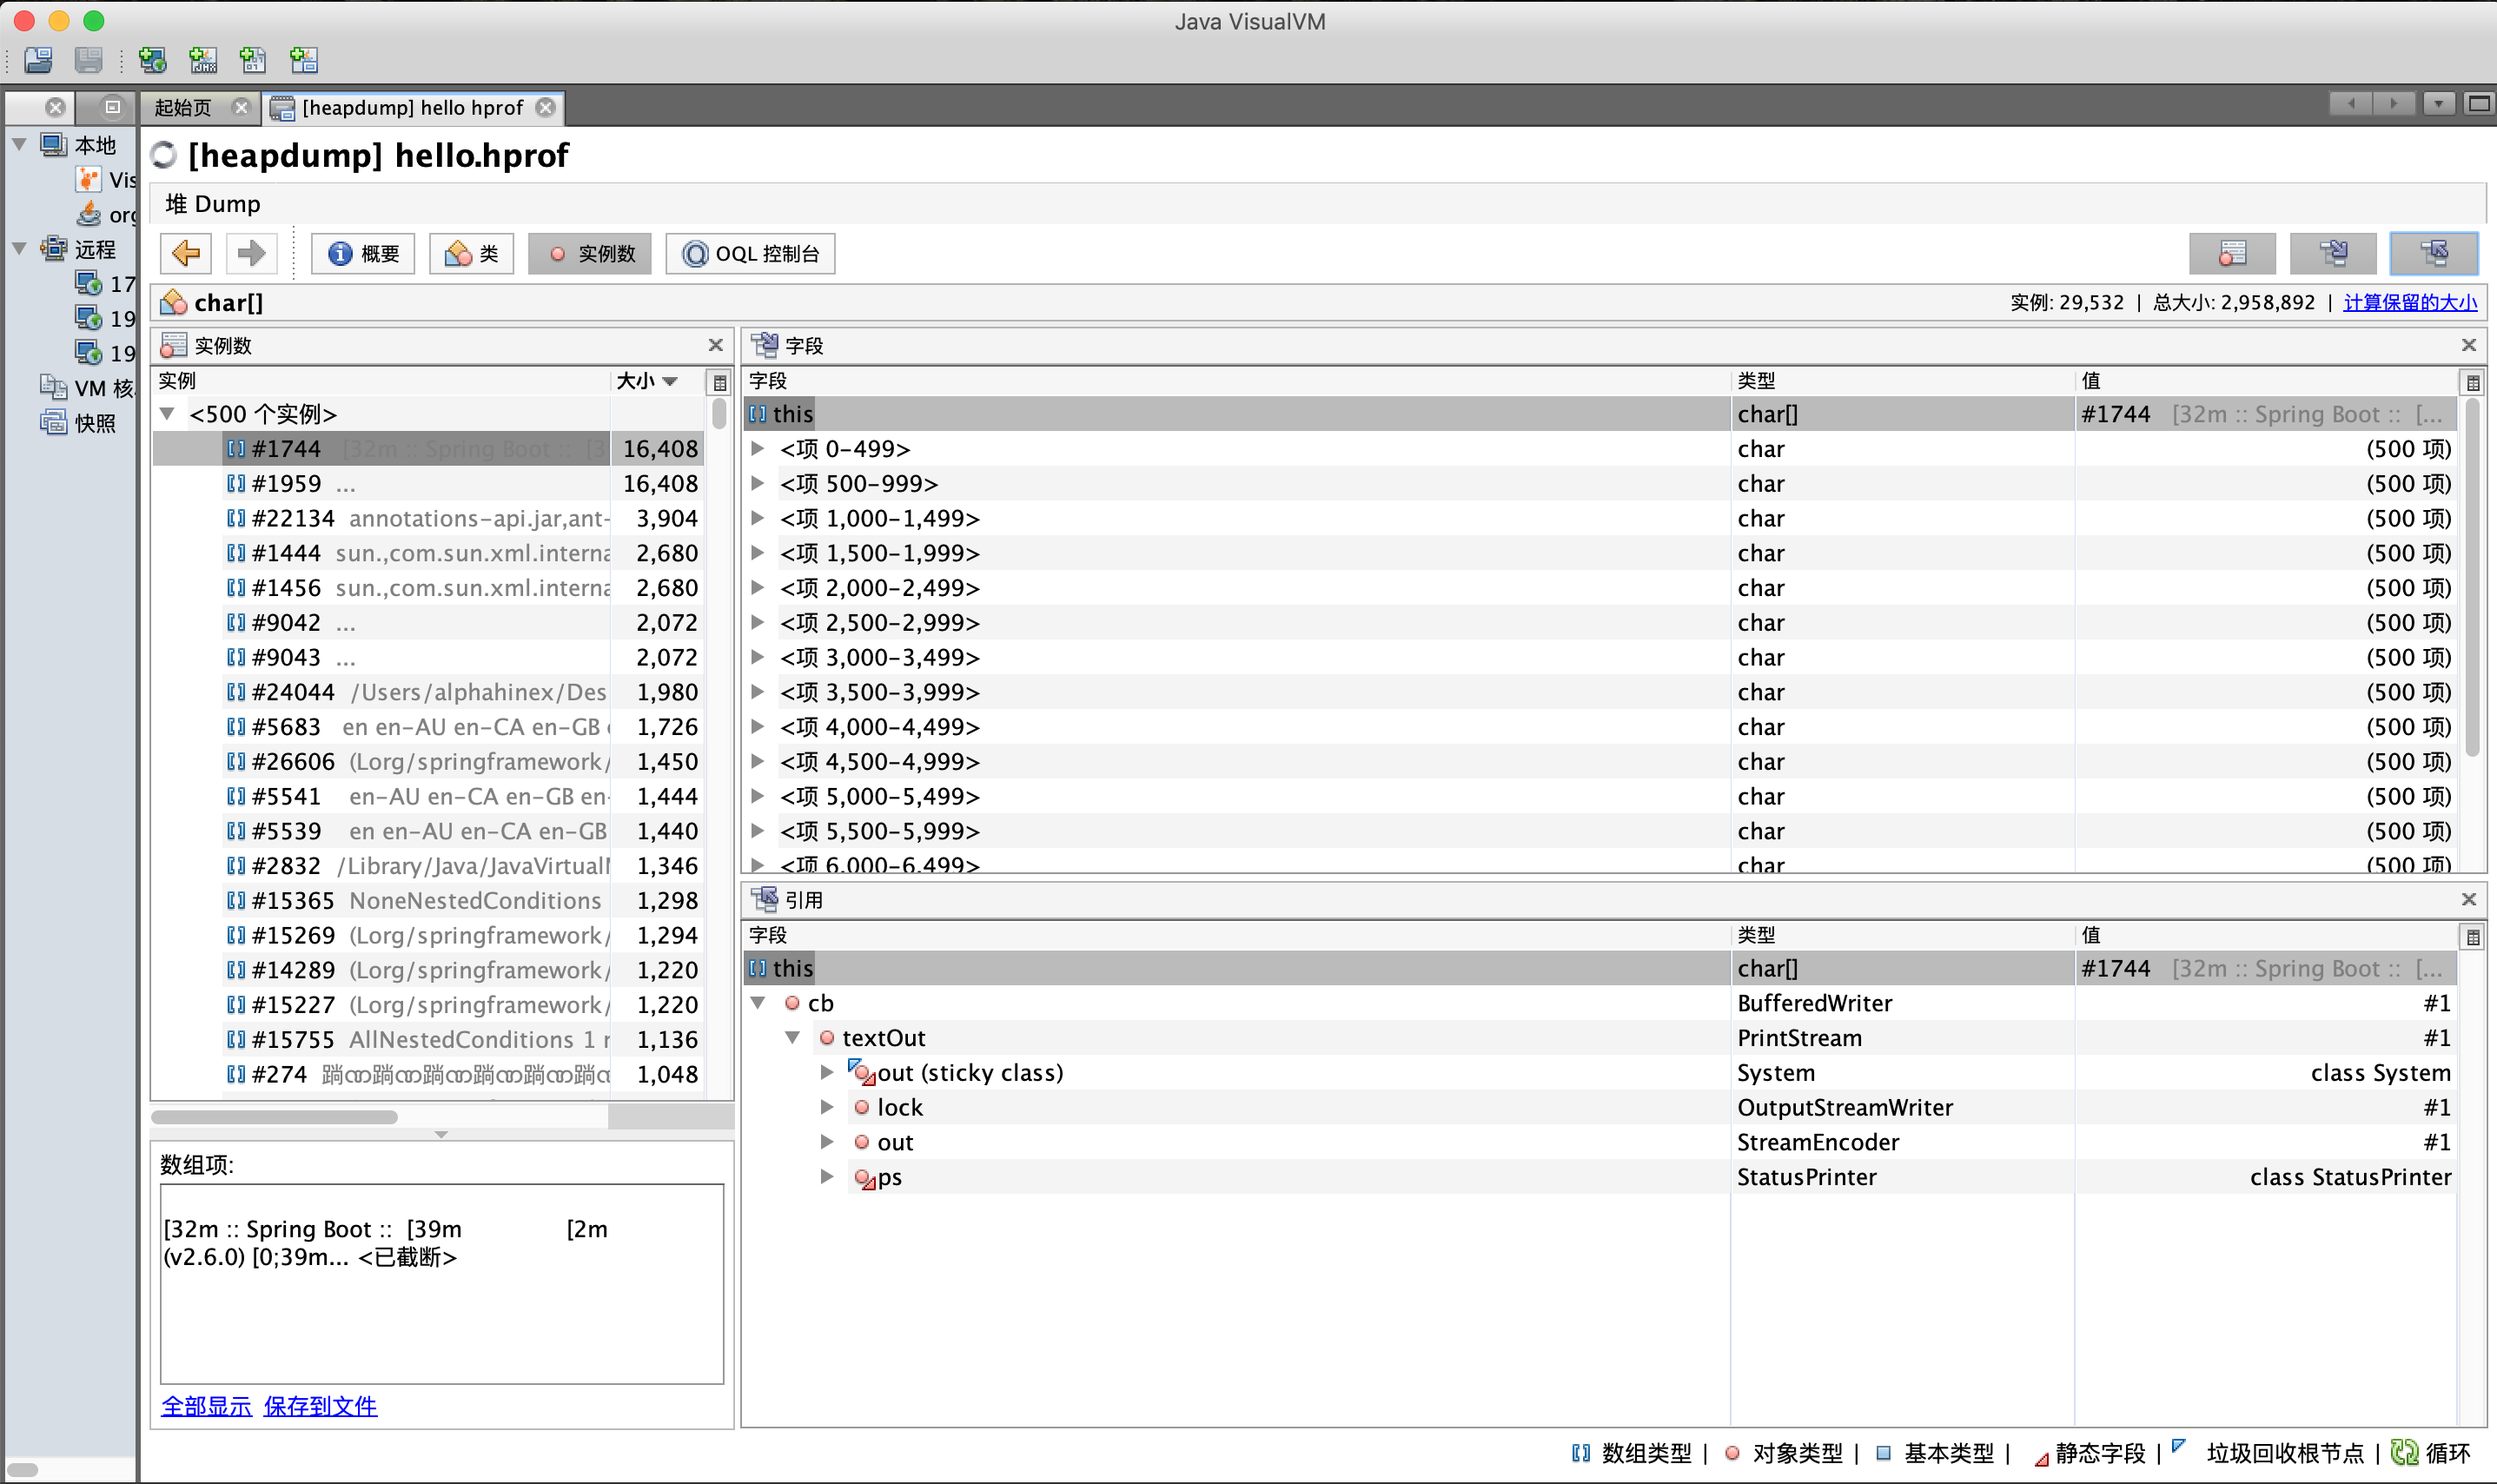 Java VisualVM
起始页
[heapdump] hello hprof
本地
Vis
org
远程
17
19
19
VM 核
快照
[heapdump] hello.hprof
堆 Dump
概要
类
实例数
OQL 控制台
char[]
实例: 29,532 | 总大小: 2,958,892 | 计算保留的大小
实例数
实例 大小
<500 个实例>
#1744 [32m :: Spring Boot :: [3 16,408
#1959 ... 16,408
#22134 annotations-api.jar,ant- 3,904
#1444 sun.,com.sun.xml.interna 2,680
#1456 sun.,com.sun.xml.interna 2,680
#9042 ... 2,072
#9043 ... 2,072
#24044 /Users/alphahinex/Des 1,980
#5683 en en-AU en-CA en-GB 1,726
#26606 (Lorg/springframework/ 1,450
#5541 en-AU en-CA en-GB en- 1,444
#5539 en en-AU en-CA en-GB 1,440
#2832 /Library/Java/JavaVirtual 1,346
#15365 NoneNestedConditions 1,298
#15269 (Lorg/springframework/ 1,294
#14289 (Lorg/springframework/ 1,220
#15227 (Lorg/springframework/ 1,220
#15755 AllNestedConditions 1 1,136
#274 1,048
数组项:
[32m :: Spring Boot :: [39m [2m
(v2.6.0) [0;39m... <已截断>
全部显示 保存到文件
字段
字段 类型 值
this char[] #1744 [32m :: Spring Boot :: [...
<项 0-499> char (500 项)
<项 500-999> char (500 项)
<项 1,000-1,499> char (500 项)
<项 1,500-1,999> char (500 项)
<项 2,000-2,499> char (500 项)
<项 2,500-2,999> char (500 项)
<项 3,000-3,499> char (500 项)
<项 3,500-3,999> char (500 项)
<项 4,000-4,499> char (500 项)
<项 4,500-4,999> char (500 项)
<项 5,000-5,499> char (500 项)
<项 5,500-5,999> char (500 项)
<项 6,000-6,499> char (500 项)
引用
字段 类型 值
this char[] #1744 [32m :: Spring Boot :: [...
cb BufferedWriter #1
textOut PrintStream #1
out (sticky class) System class System
lock OutputStreamWriter #1
out StreamEncoder #1
ps StatusPrinter class StatusPrinter
数组类型 | 对象类型 | 基本类型 | 静态字段 | 垃圾回收根节点 | 循环